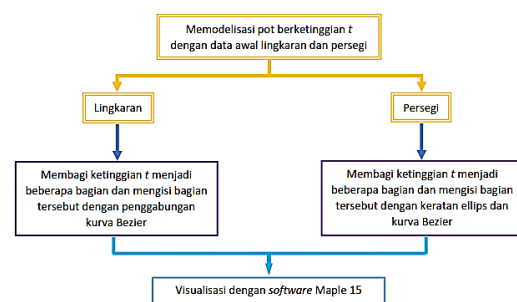 Memodelisasi pot berketinggian t
dengan data awal lingkaran dan persegi
Lingkaran
Persegi
Membagi ketinggian t menjadi
beberapa bagian dan mengisi bagian
tersebut dengan penggabungan
kurva Bezier
Membagi ketinggian t menjadi
beberapa bagian dan mengisi bagian
tersebut dengan keratan ellips dan
kurva Bezier
Visualisasi dengan software Maple 15